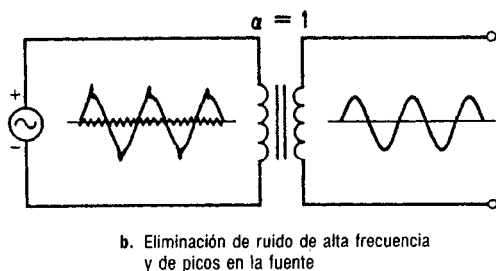 α = 1
+
−
b. Eliminación de ruido de alta frecuencia
y de picos en la fuente